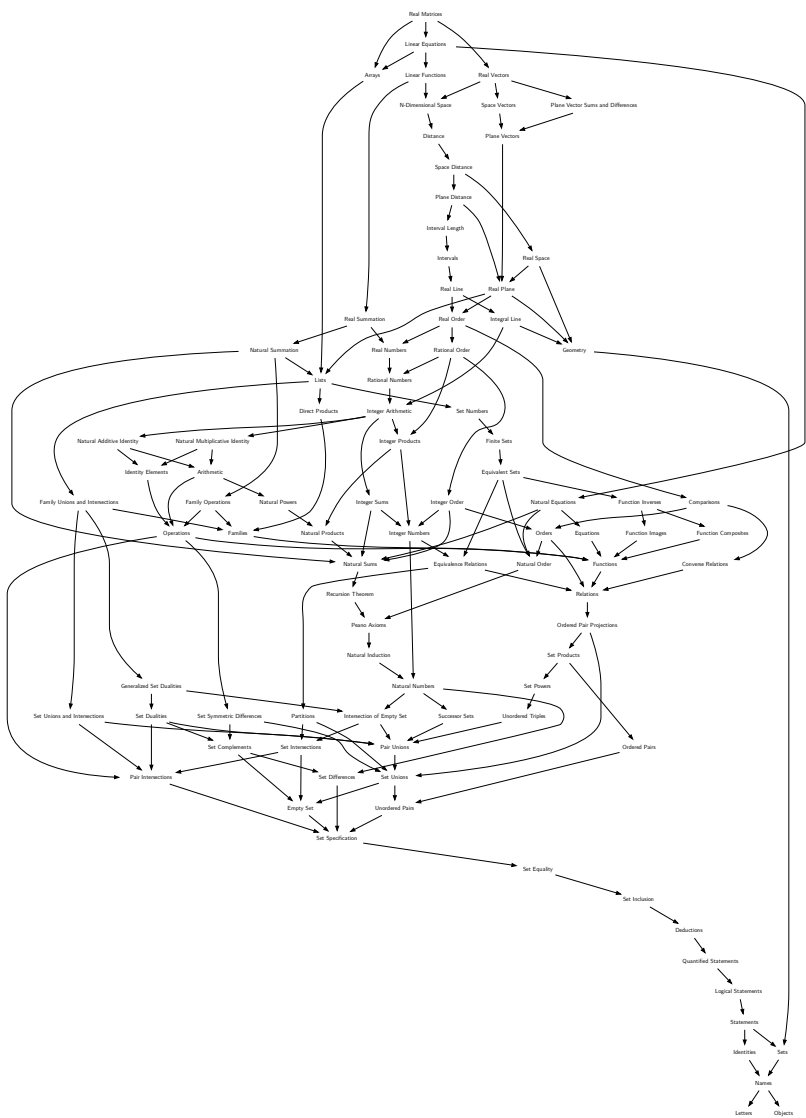 Real Matrices
Linear Equations
Arrays
Linear Functions
Real Vectors
N-Dimensional Space
Space Vectors
Plane Vector Sums and Differences
Distance
Plane Vectors
Space Distance
Plane Distance
Interval Length
Intervals
Real Space
Real Line
Real Plane
Real Summation
Real Order
Integral Line
Natural Summation
Real Numbers
Rational Order
Geometry
Lists
Rational Numbers
Direct Products
Integer Arithmetic
Set Numbers
Natural Additive Identity
Natural Multiplicative Identity
Integer Products
Finite Sets
Identity Elements
Arithmetic
Equivalent Sets
Family Unions and Intersections
Family Operations
Natural Powers
Integer Sums
Integer Order
Natural Equations
Function Inverses
Comparisons
Operations
Families
Natural Products
Integer Numbers
Orders
Equations
Function Images
Function Composites
Natural Sums
Equivalence Relations
Natural Order
Functions
Converse Relations
Recursion Theorem
Relations
Peano Axioms
Ordered Pair Projections
Natural Induction
Set Products
Generalized Set Dualities
Natural Numbers
Set Powers
Set Unions and Intersections
Set Dualities
Set Symmetric Differences
Partitions
Intersection of Empty Set
Successor Sets
Unordered Triples
Set Complements
Set Intersections
Pair Unions
Ordered Pairs
Pair Intersections
Set Differences
Set Unions
Empty Set
Unordered Pairs
Set Specification
Set Equality
Set Inclusion
Deductions
Quantified Statements
Logical Statements
Statements
Identities
Sets
Names
Letters
Objects